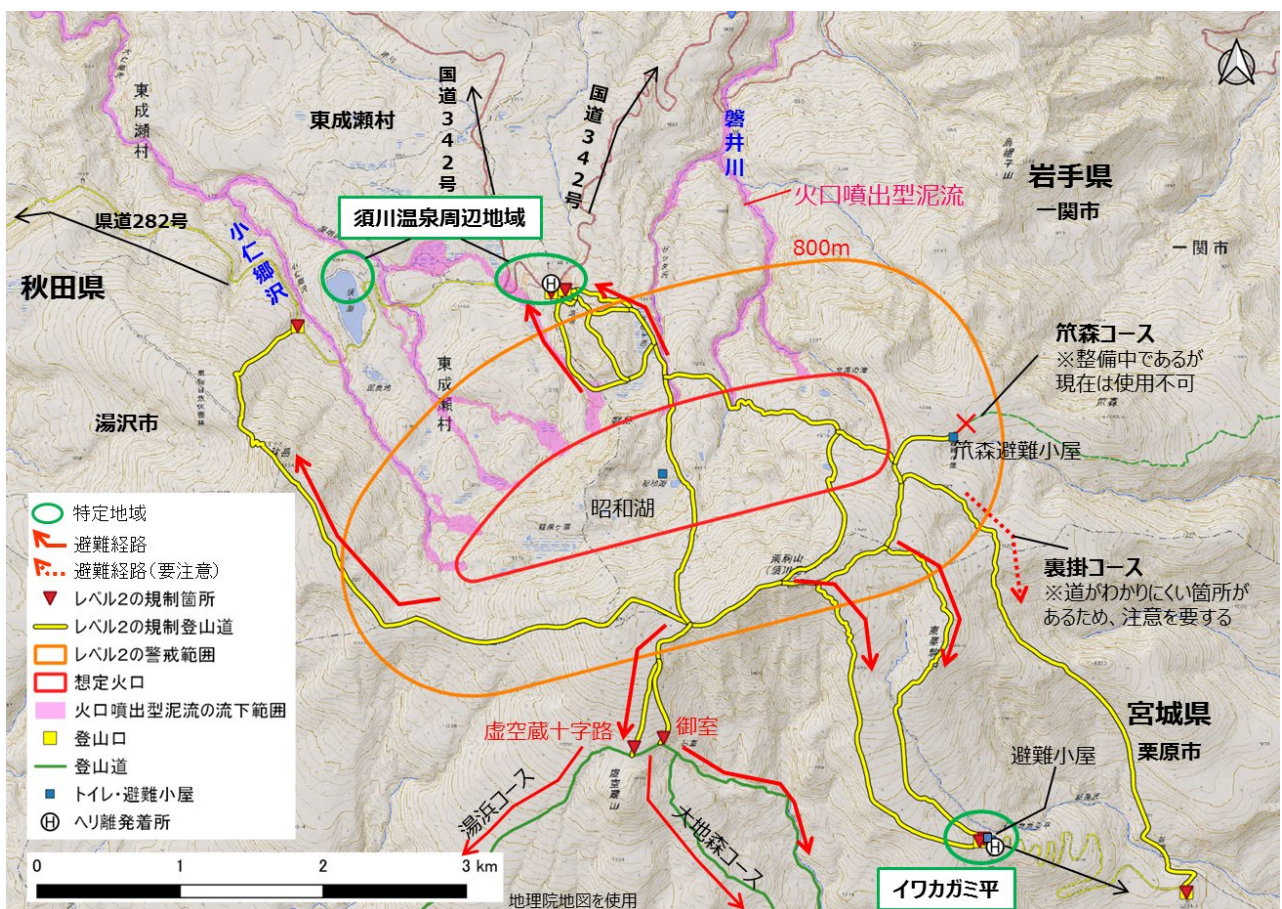 東成瀬村
東成瀬村
国道342号
国道342号
磐井川
岩手県
一関市
一関市
火口噴出型泥流
須川温泉周辺地域
県道282号
小仁郷沢
800m
秋田県
東成瀬村
湯沢市
笊森コース
※整備中であるが
現在は使用不可
笊森
笊森避難小屋
昭和湖
昭和湖
栗駒山
裏掛コース
※道がわかりにくい箇所が
あるため、注意を要する
特定地域
避難経路
避難経路(要注意)
レベル2の規制箇所
レベル2の規制登山道
レベル2の警戒範囲
想定火口
火口噴出型泥流の流下範囲
登山口
登山道
トイレ・避難小屋
H ヘリ離発着所
虚空蔵十字路
御室
虚空蔵山
宮城県
栗原市
避難小屋
湯浜コース
大地森コース
イワカガミ平
H
H
0 1 2 3 km
地理院地図を使用